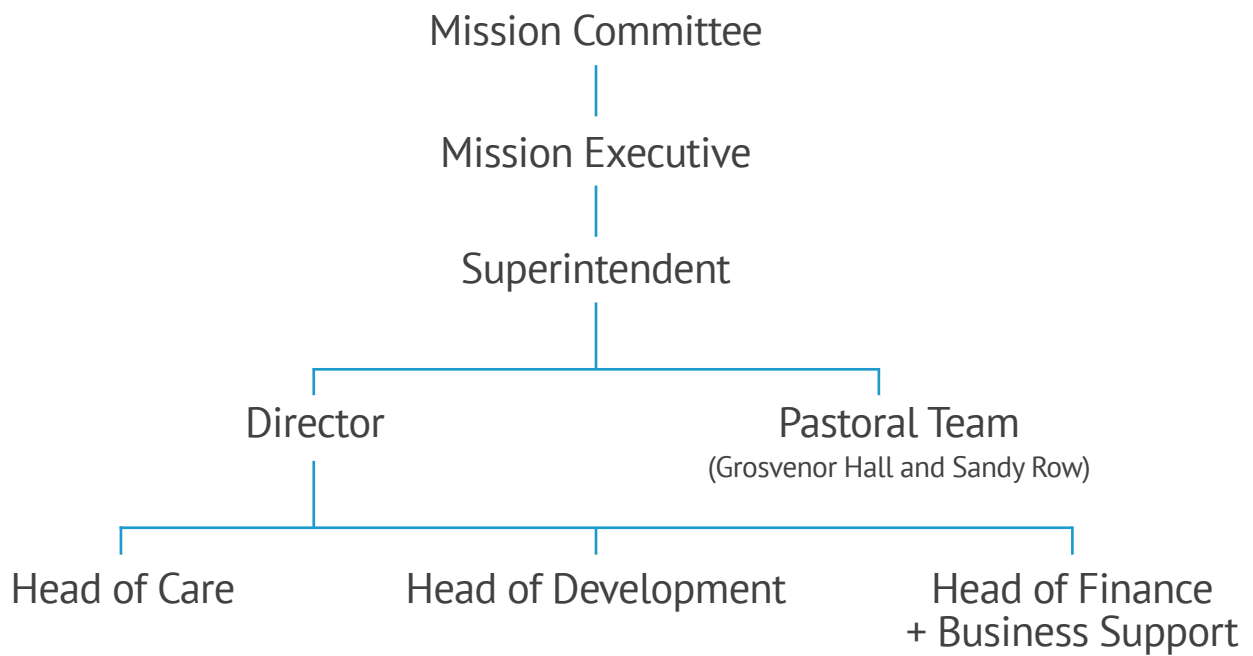 Mission Committee
Mission Executive
Superintendent
Director
Pastoral Team
(Grosvenor Hall and Sandy Row)
Head of Care
Head of Development
Head of Finance
+ Business Support